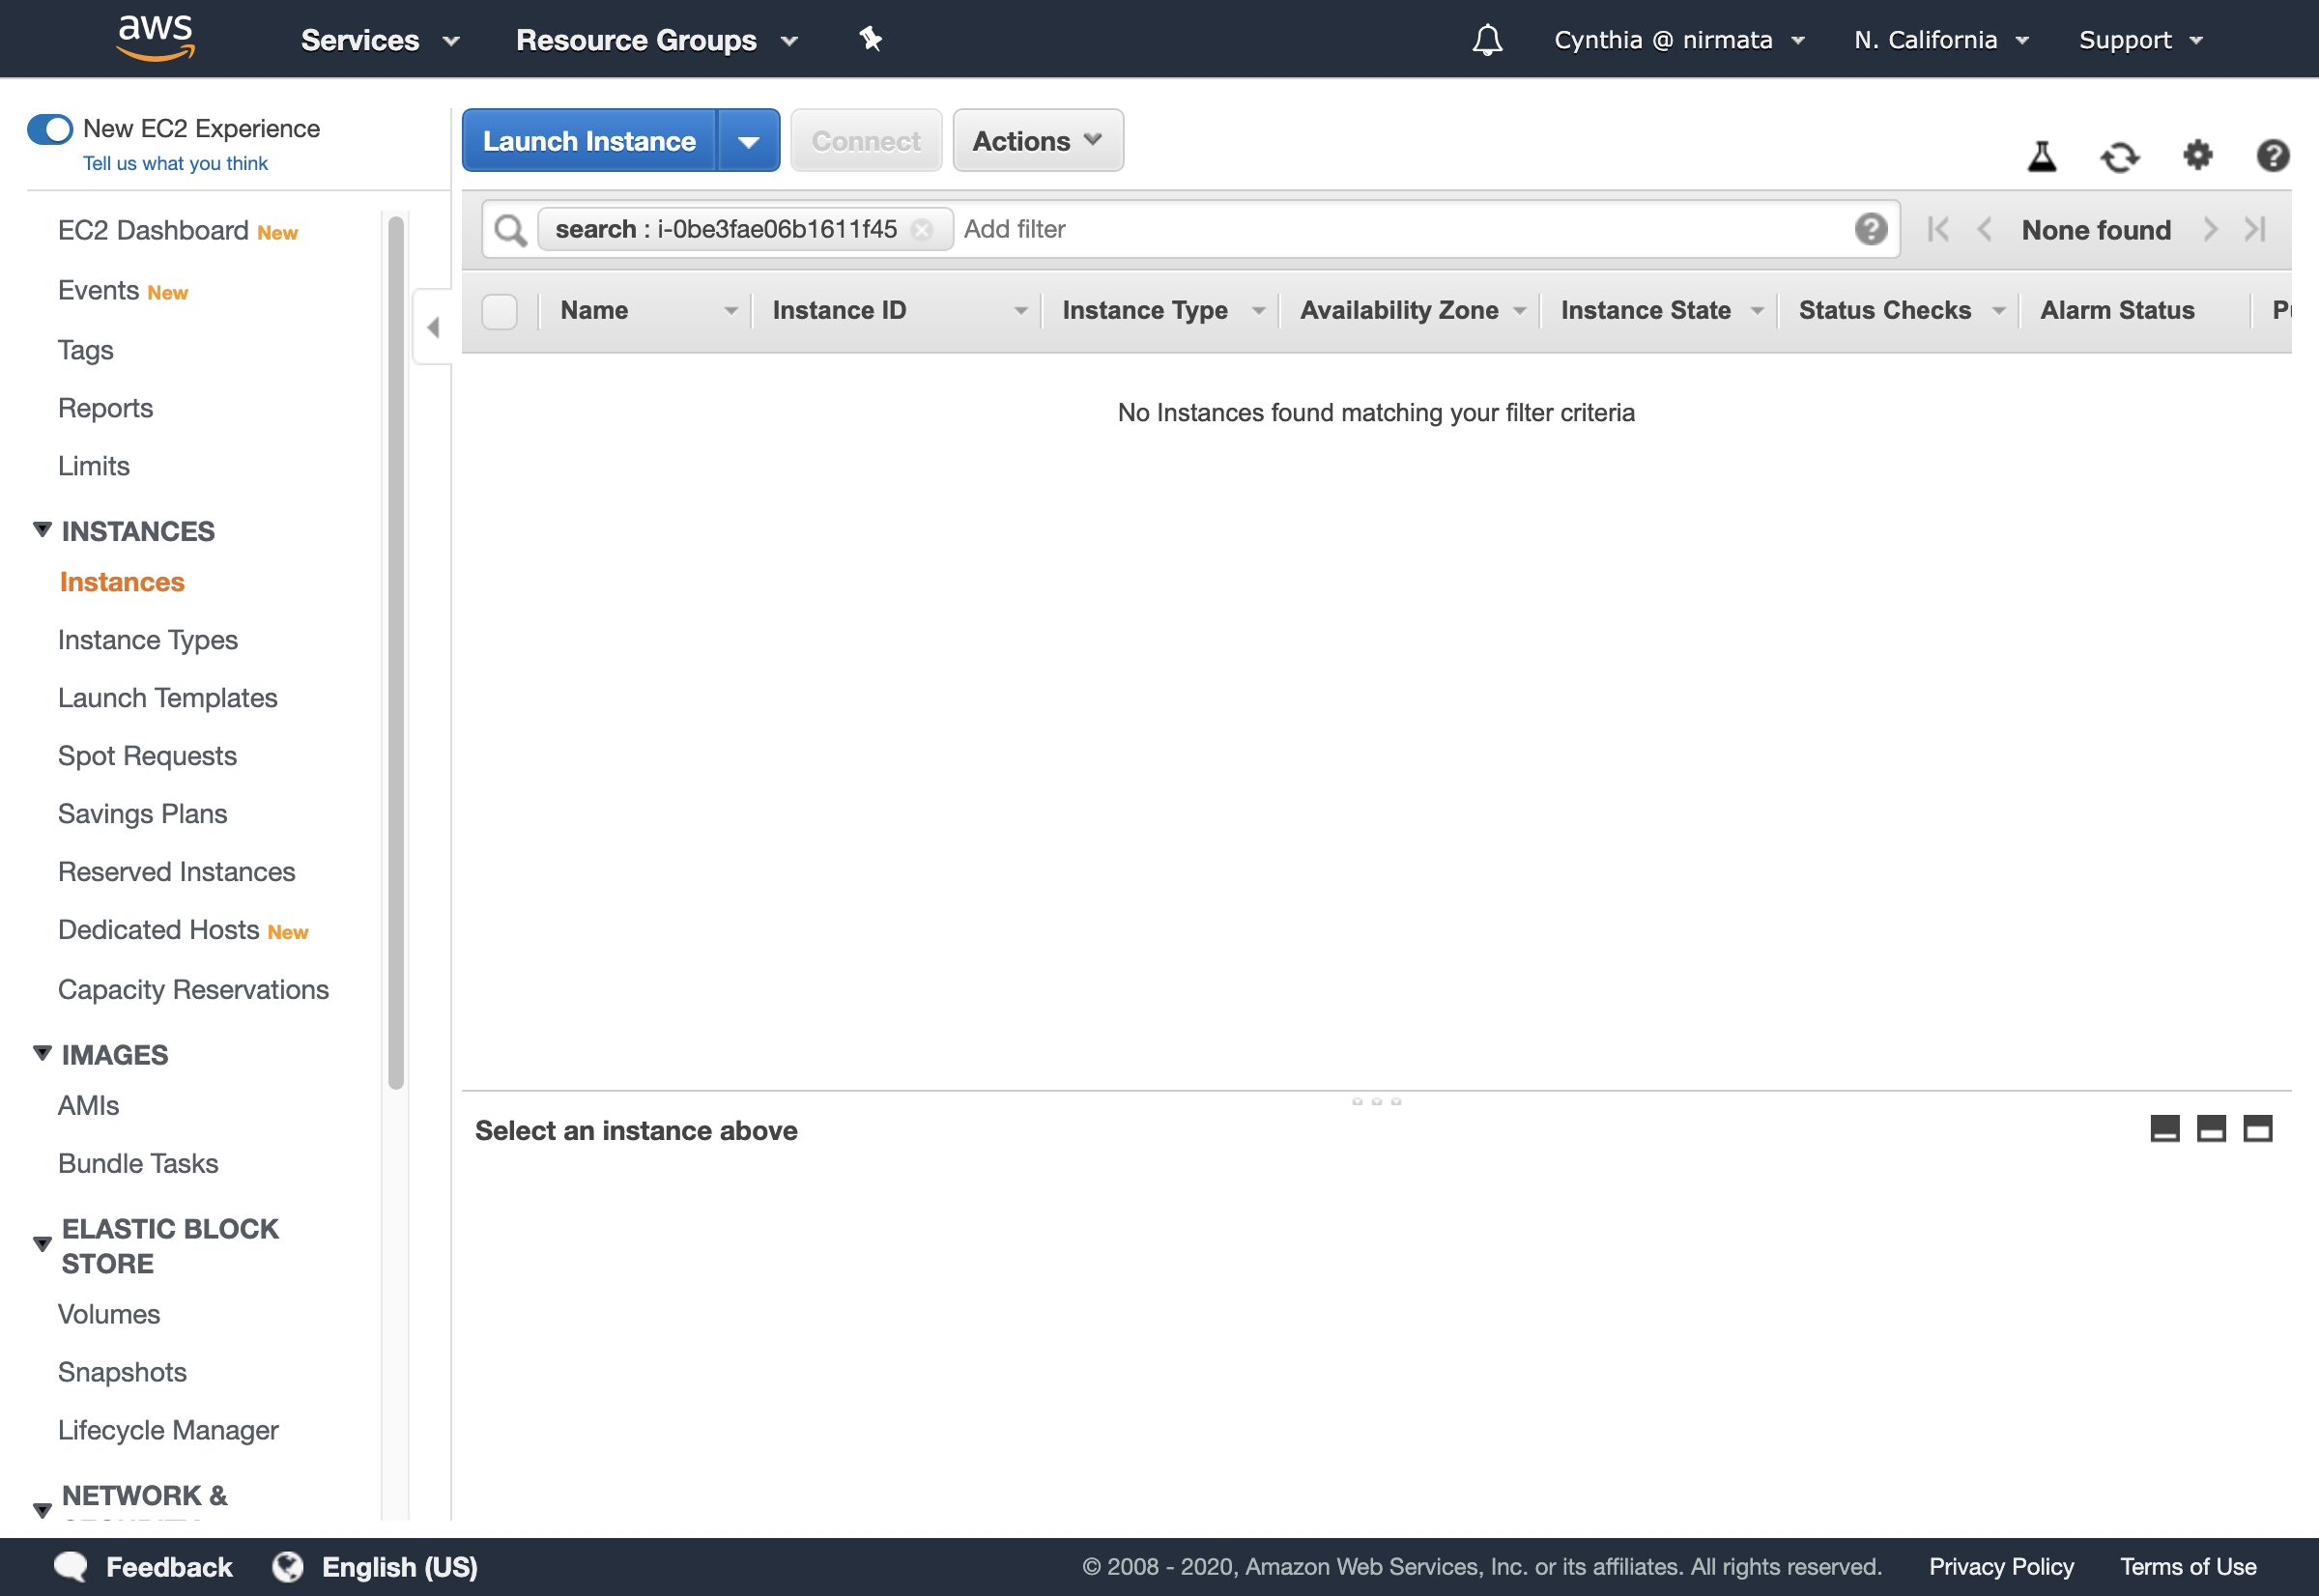 aws Services Resource Groups Cynthia @ nirmata N. California Support
New EC2 Experience
Tell us what you think
EC2 Dashboard New
Events New
Tags
Reports
Limits
INSTANCES
Instances
Instance Types
Launch Templates
Spot Requests
Savings Plans
Reserved Instances
Dedicated Hosts New
Capacity Reservations
IMAGES
AMIs
Bundle Tasks
ELASTIC BLOCK
STORE
Volumes
Snapshots
Lifecycle Manager
NETWORK &
Launch Instance Connect Actions
search : i-0be3fae06b1611f45 Add filter None found
Name Instance ID Instance Type Availability Zone Instance State Status Checks Alarm Status
No Instances found matching your filter criteria
Select an instance above
Feedback English (US) © 2008 - 2020, Amazon Web Services, Inc. or its affiliates. All rights reserved. Privacy Policy Terms of Use